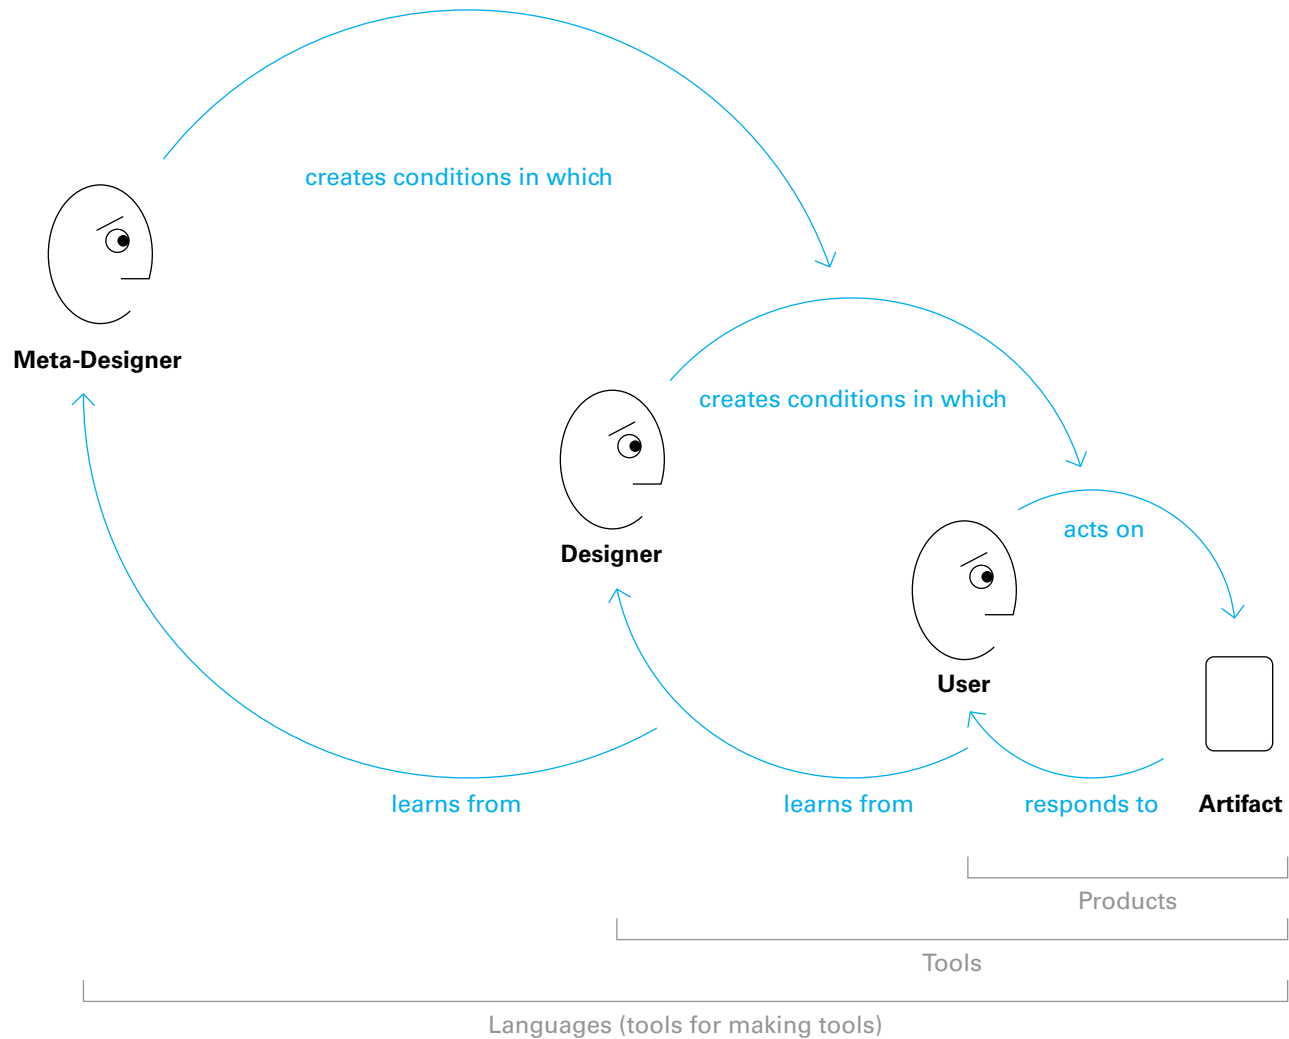 creates conditions in which
Meta-Designer
creates conditions in which
Designer
acts on
User
learns from
learns from
responds to
Artifact
Products
Tools
Languages (tools for making tools)